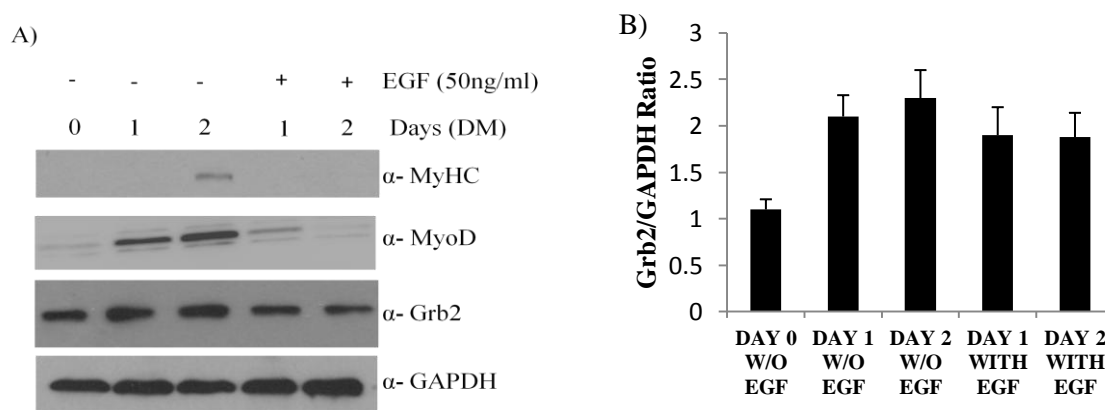 A)
- - - + + EGF (50ng/ml)
0 1 2 1 2 Days (DM)
α- MyHC
α- MyoD
α- Grb2
α- GAPDH
B)
Grb2/GAPDH Ratio
3
2.5
2
1.5
1
0.5
0
DAY 0 DAY 1 DAY 2 DAY 1 DAY 2
W/O W/O W/O WITH WITH
EGF EGF EGF EGF EGF